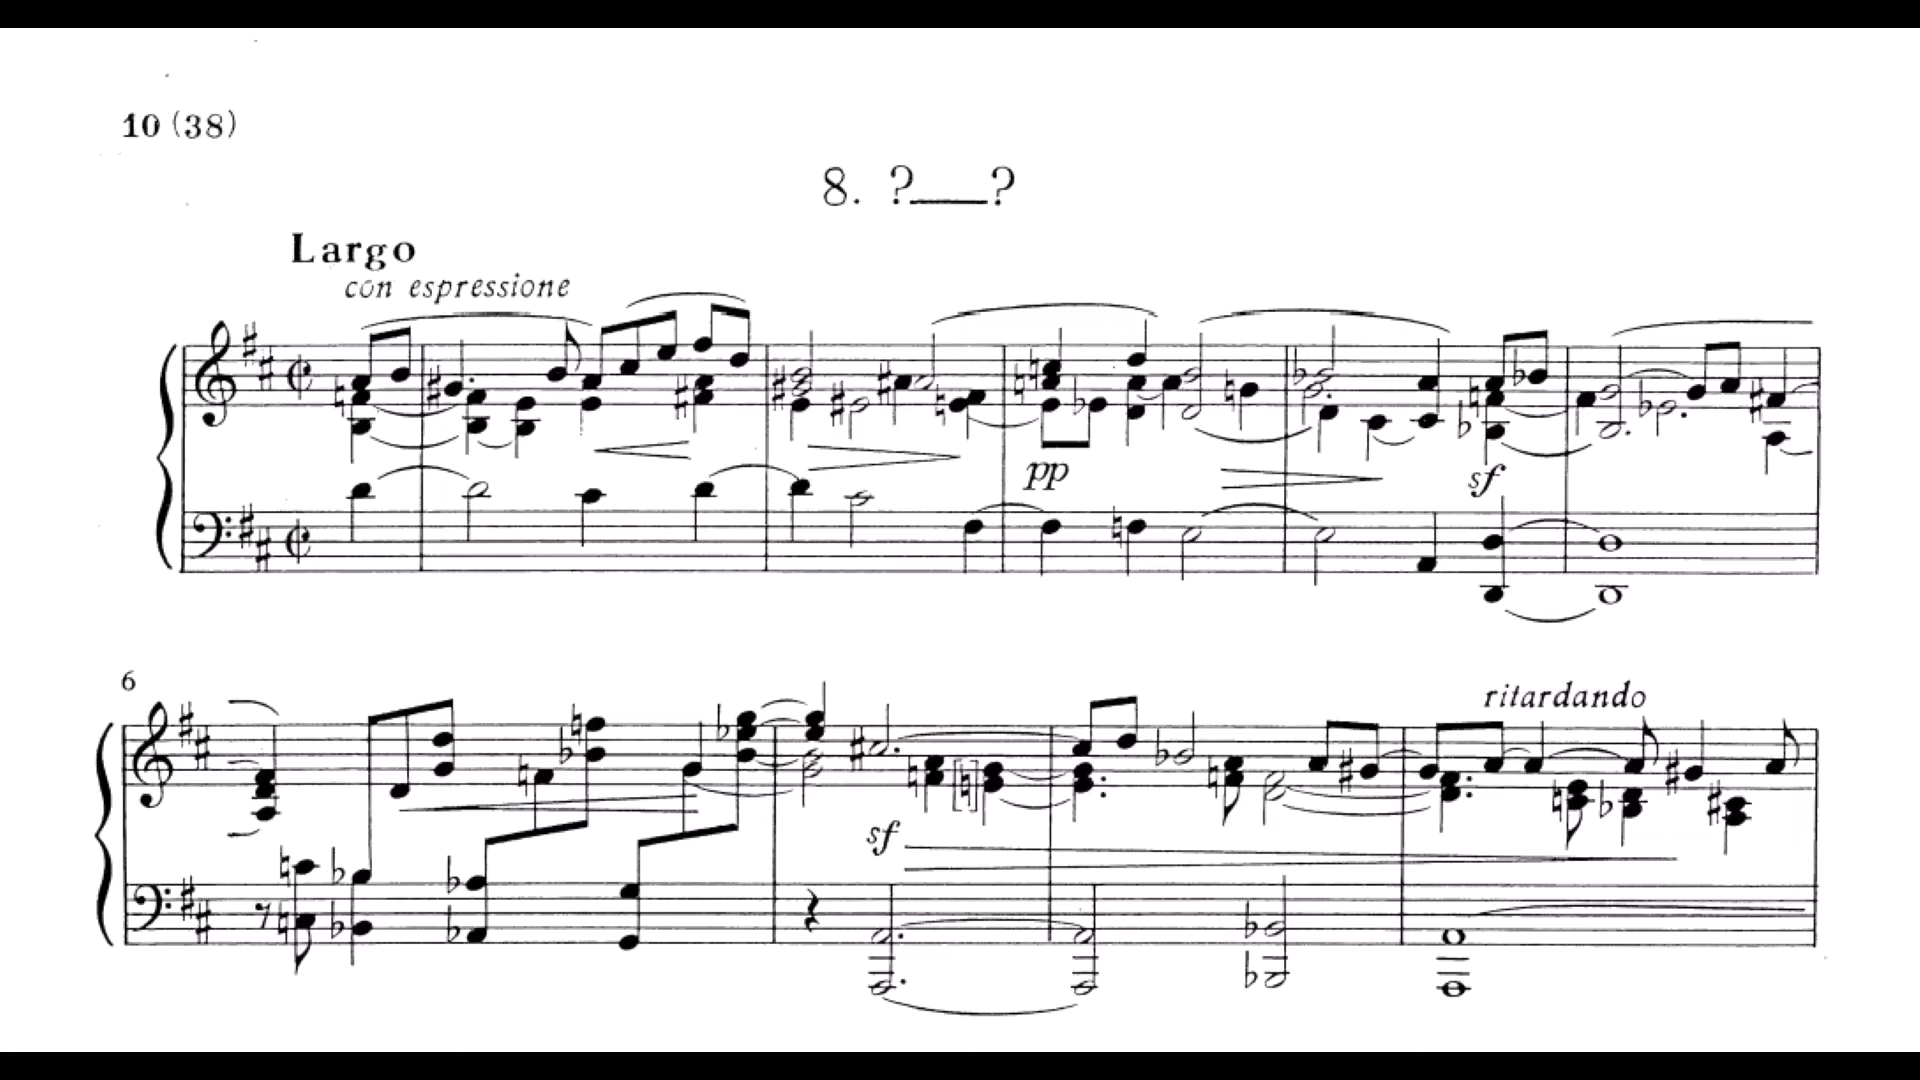 10 (38)
8. ?___?
Largo
con espressione
pp
sf
6
ritardando
sf